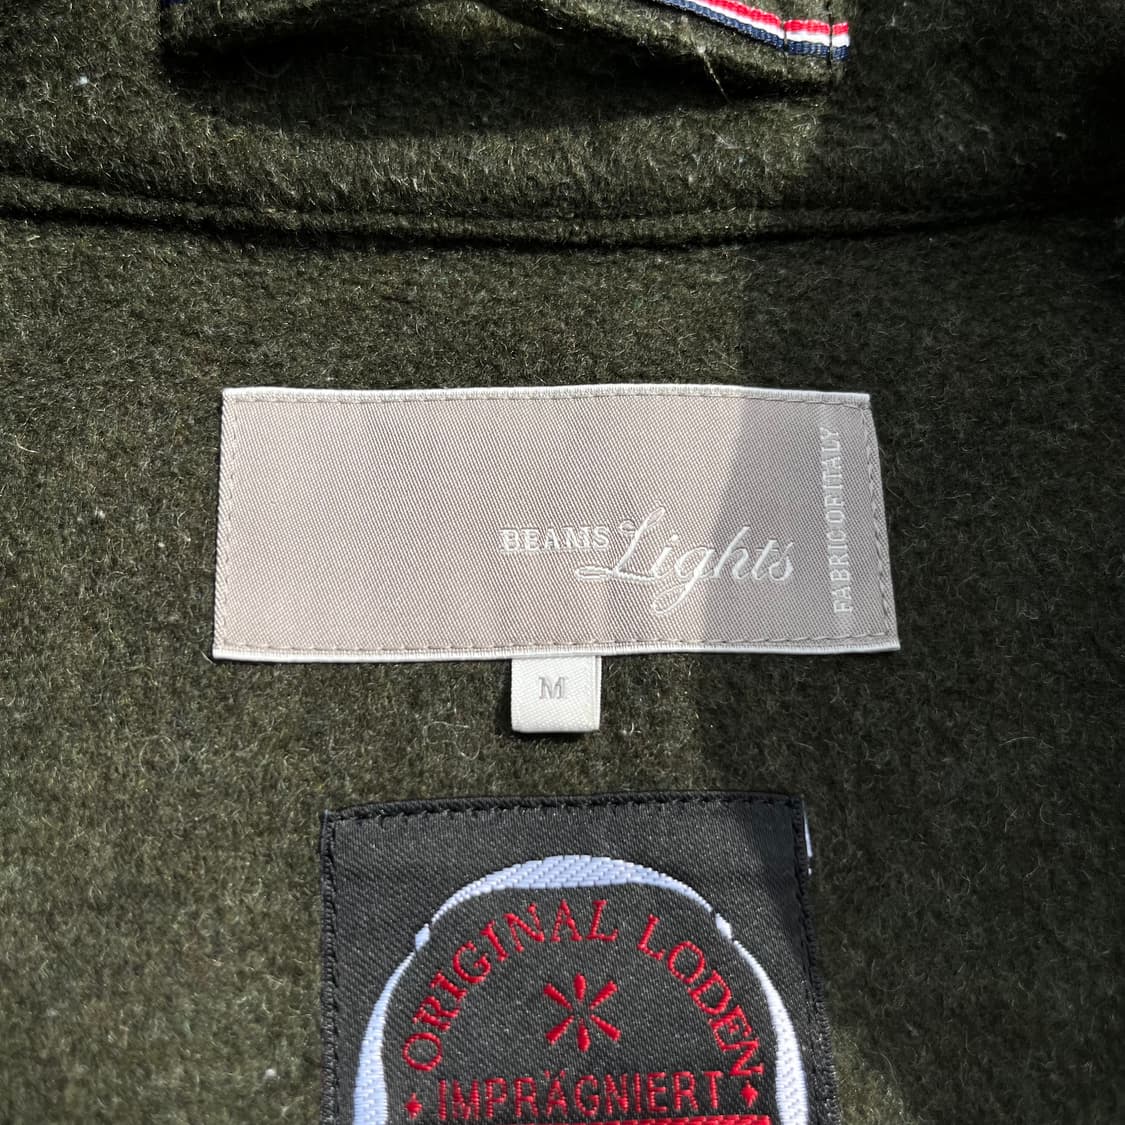 BEAMS Lights
FABRIC OF ITALY
M
ORIGINAL LODEN
IMPRÄGNIERT